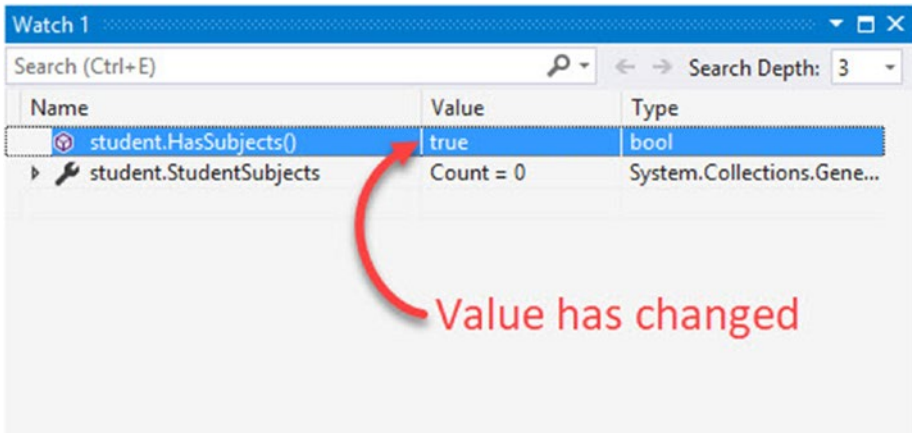 Watch 1
Search (Ctrl+E) Search Depth: 3
Name Value Type
student.HasSubjects() true bool
student.StudentSubjects Count = 0 System.Collections.Gene...
Value has changed